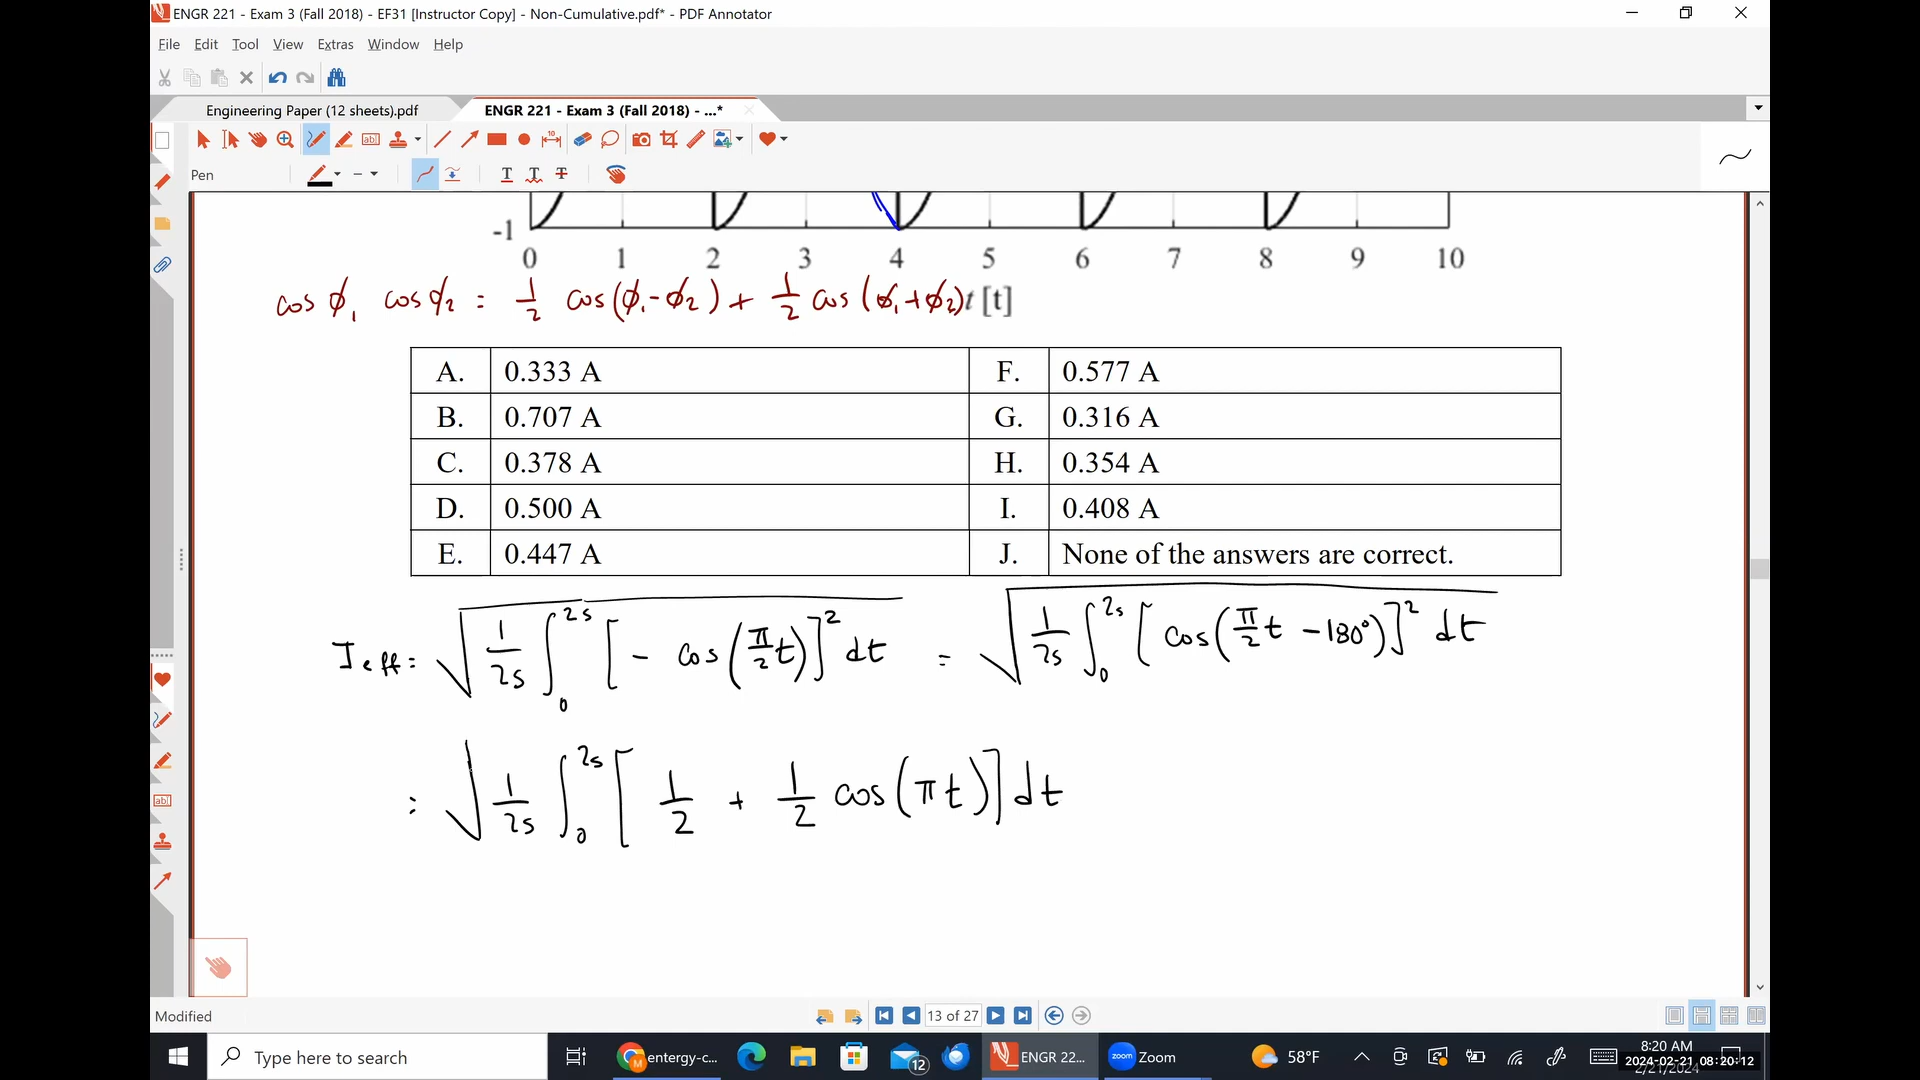 ENGR 221 - Exam 3 (Fall 2018) - EF31 [Instructor Copy] - Non-Cumulative.pdf* - PDF Annotator
File Edit Tool View Extras Window Help
Engineering Paper (12 sheets).pdf
ENGR 221 - Exam 3 (Fall 2018) - ...*
Pen
-1
0 1 2 3 4 5 6 7 8 9 10
t [t]
cos φ₁ cos φ₂ = 1/2 cos(φ₁-φ₂) + 1/2 cos(φ₁+φ₂)
A. 0.333 A F. 0.577 A
B. 0.707 A G. 0.316 A
C. 0.378 A H. 0.354 A
D. 0.500 A I. 0.408 A
E. 0.447 A J. None of the answers are correct.
I eff = √(1/2s ∫₀^2s [- cos(π/2 t)]² dt) = √(1/2s ∫₀^2s [cos(π/2 t - 180°)]² dt)
= √(1/2s ∫₀^2s [1/2 + 1/2 cos(πt)] dt
Modified
13 of 27
Type here to search
entergy-c...
12
ENGR 22...
zoom
Zoom
58°F
8:20 AM
2024-02-21, 08:20:12